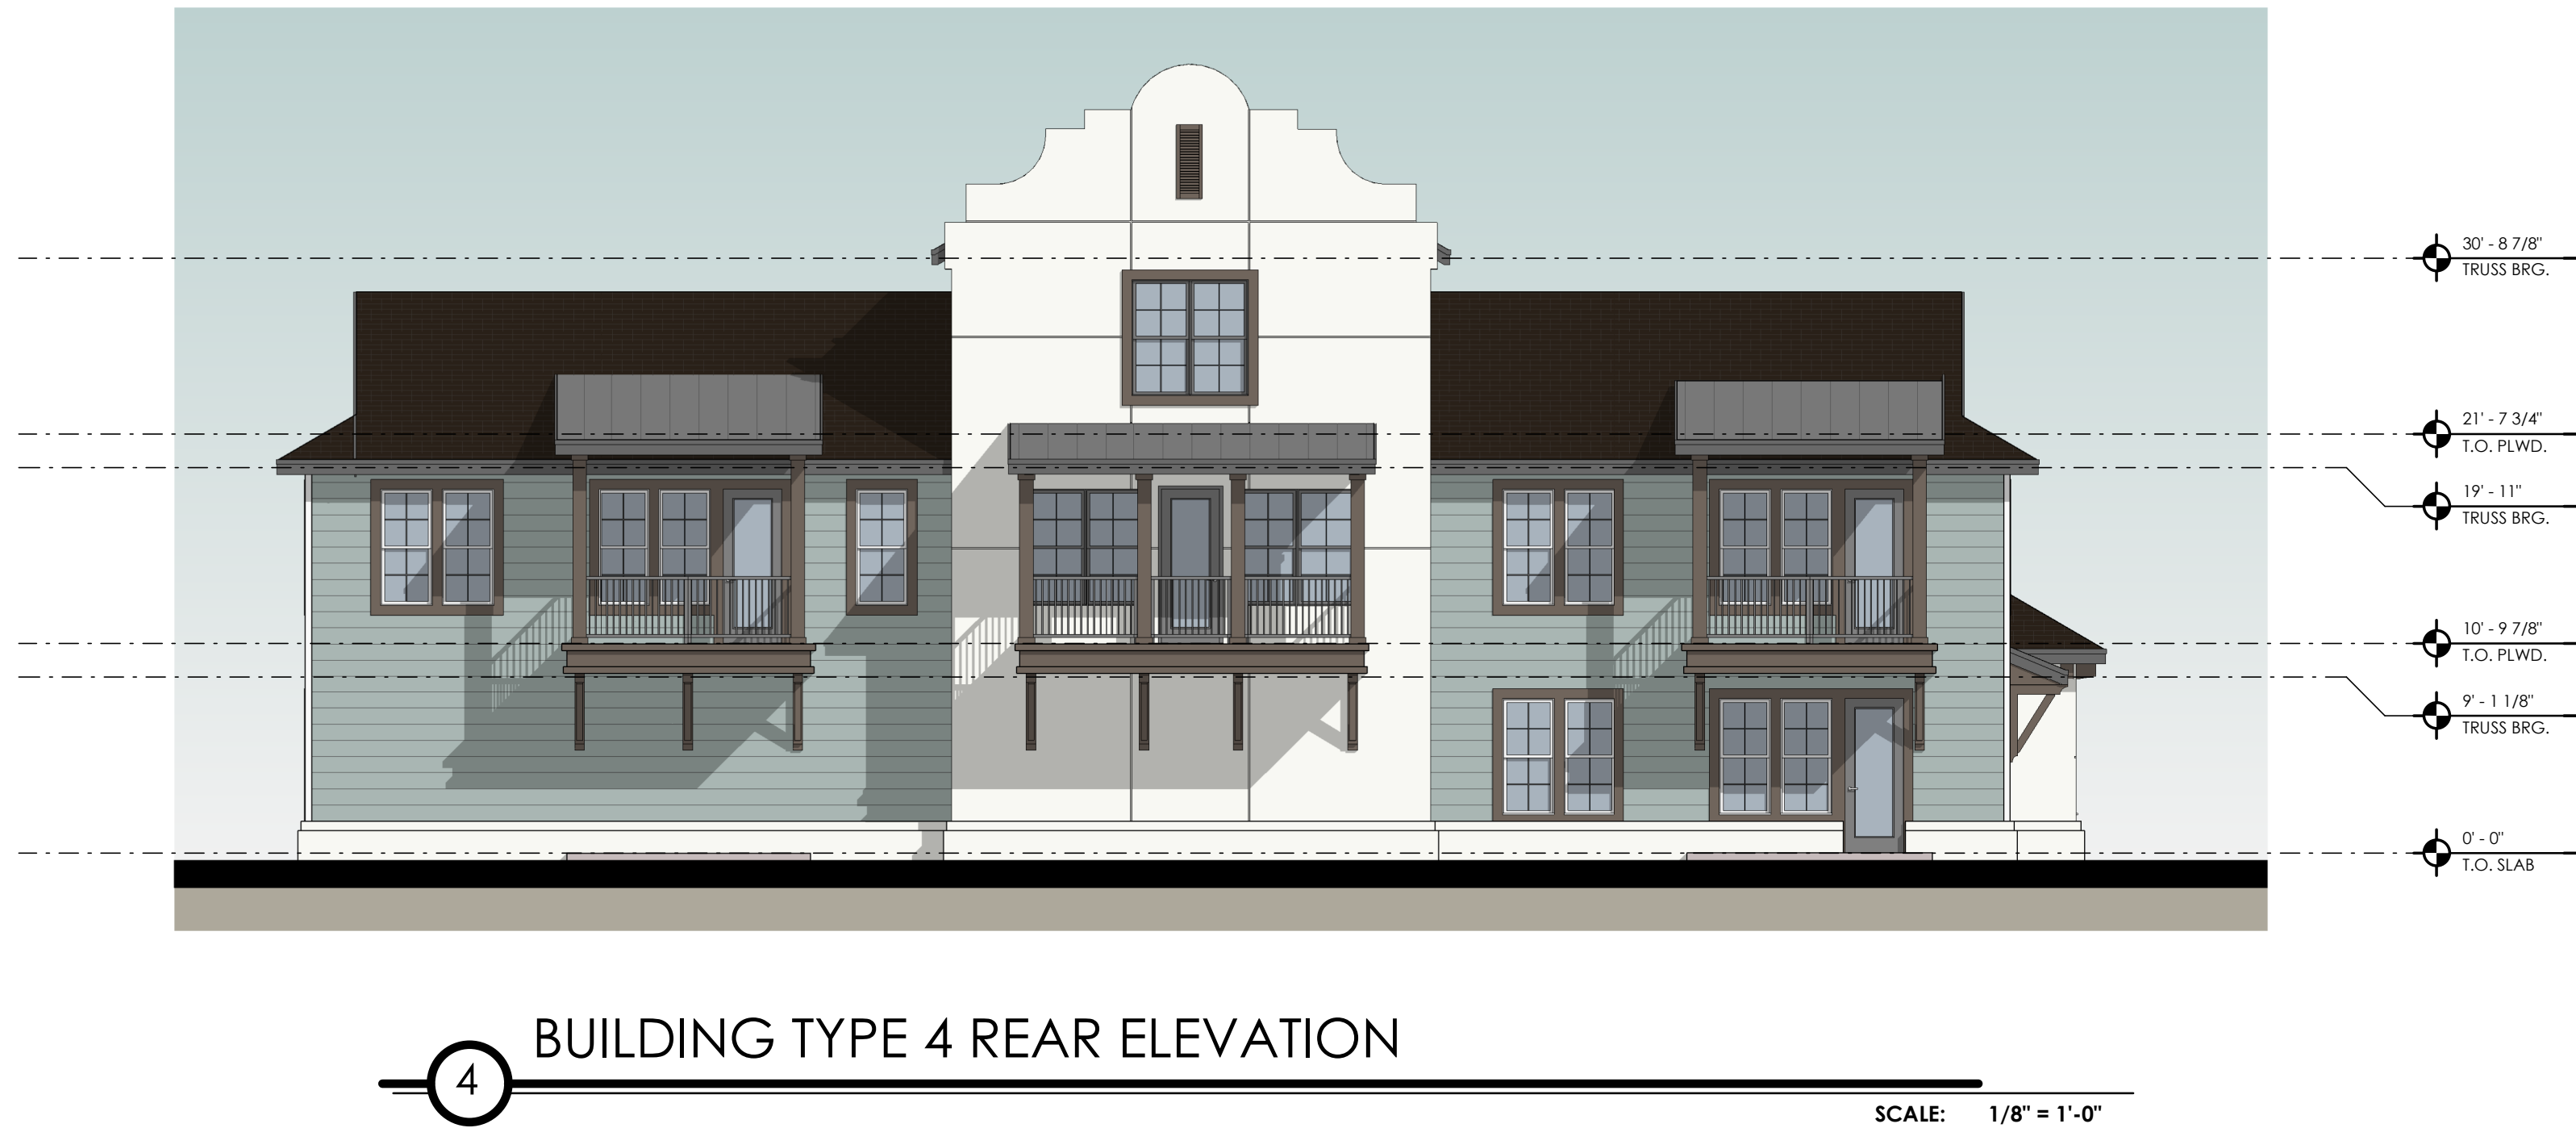 30' - 8 7/8"
TRUSS BRG.
21' - 7 3/4"
T.O. PLWD.
19' - 11"
TRUSS BRG.
10' - 9 7/8"
T.O. PLWD.
9' - 1 1/8"
TRUSS BRG.
0' - 0"
T.O. SLAB
BUILDING TYPE 4 REAR ELEVATION
4
SCALE: 1/8" = 1'-0"